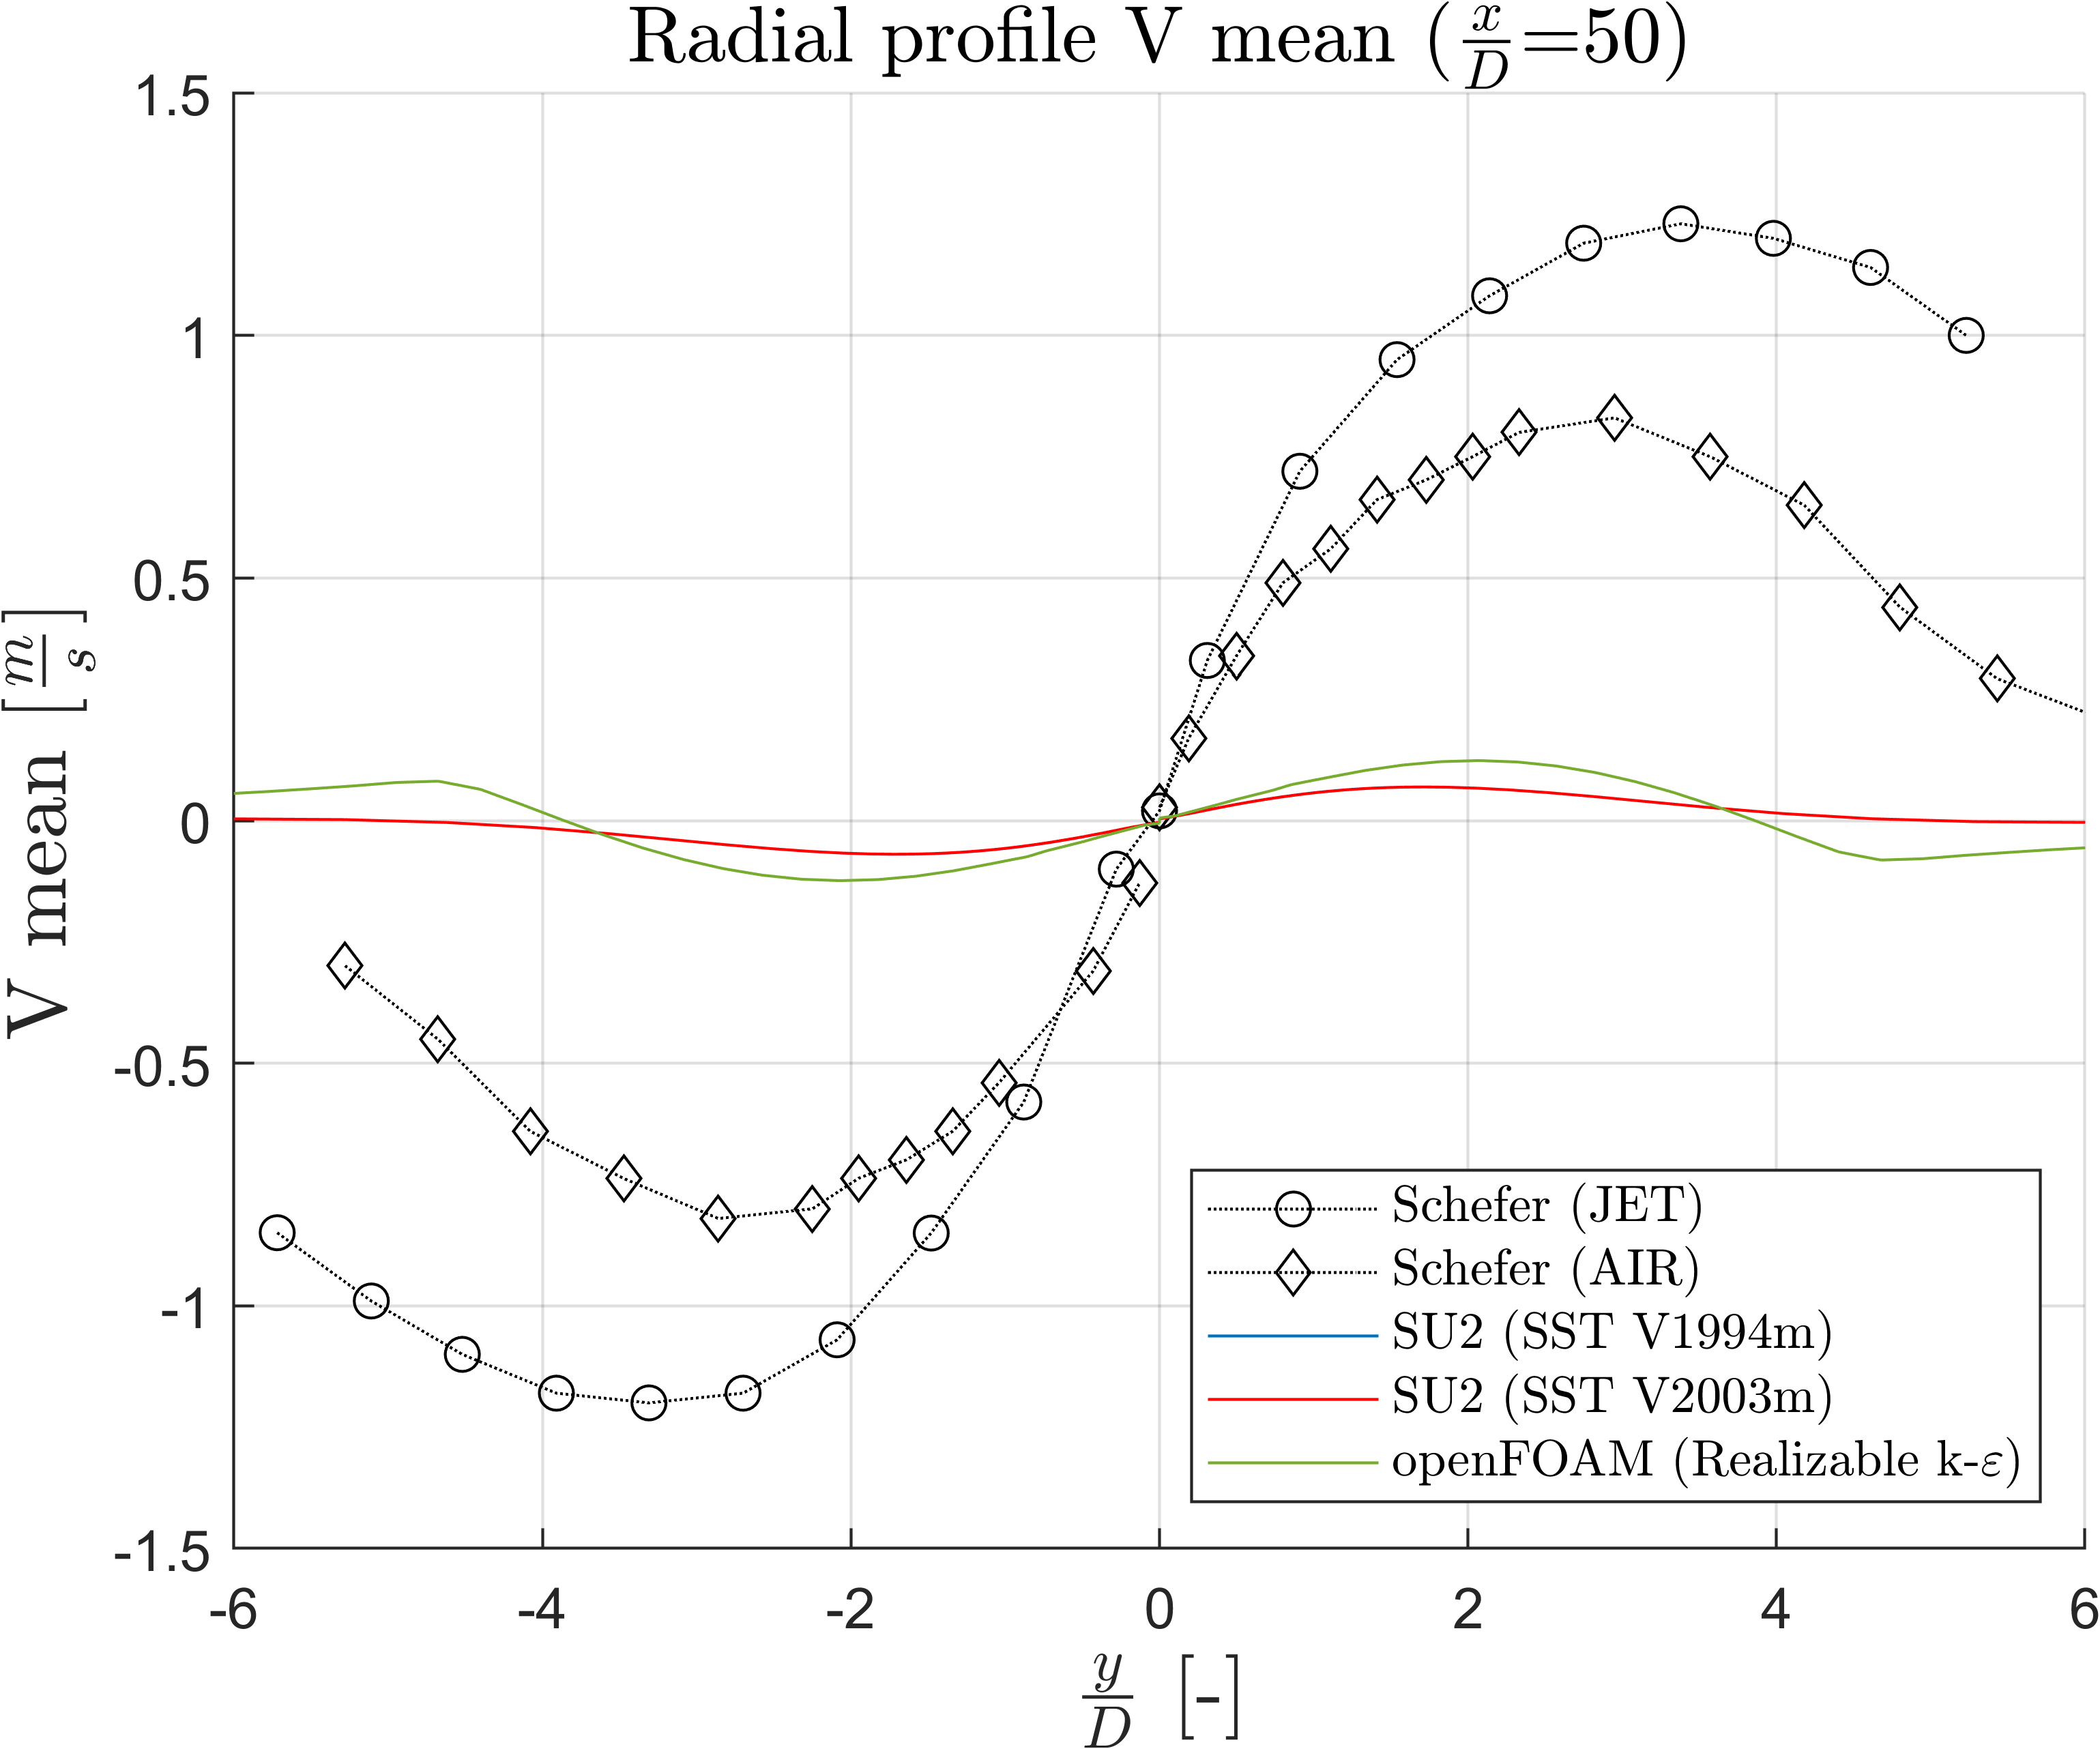 Radial profile V mean (x/D=50)
1.5
1
0.5
0
-0.5
-1
-1.5
V mean [m/s]
Schefer (JET)
Schefer (AIR)
SU2 (SST V1994m)
SU2 (SST V2003m)
openFOAM (Realizable k-ε)
-6 -4 -2 0 2 4 6
y/D [-]